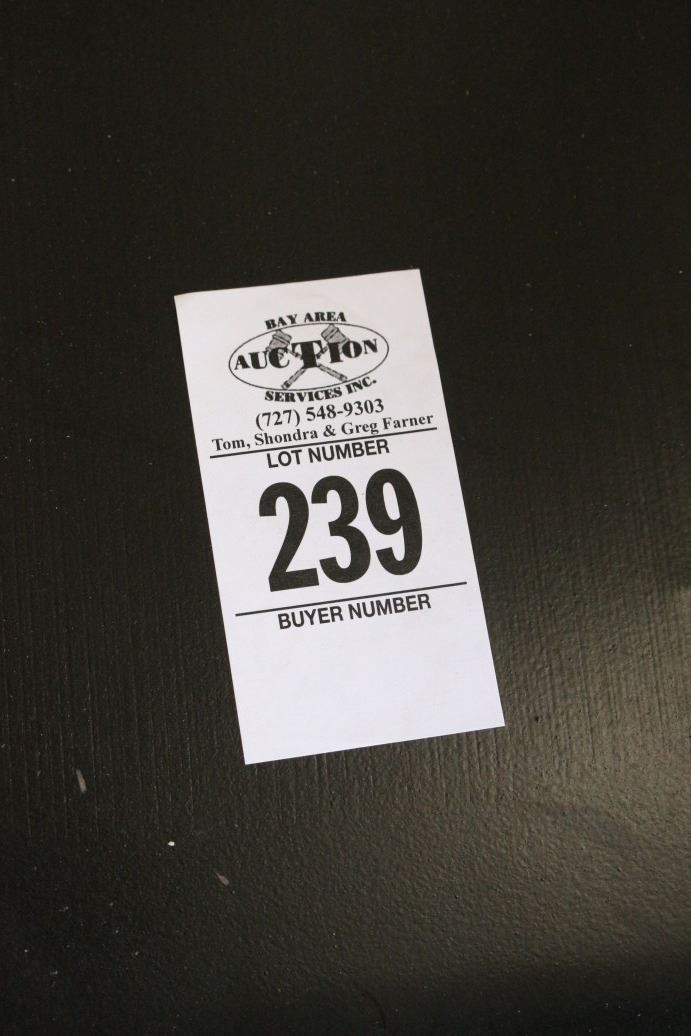 BAY AREA
AUCTION
SERVICES INC.
(727) 548-9303
Tom, Shondra & Greg Farner
LOT NUMBER
239
BUYER NUMBER